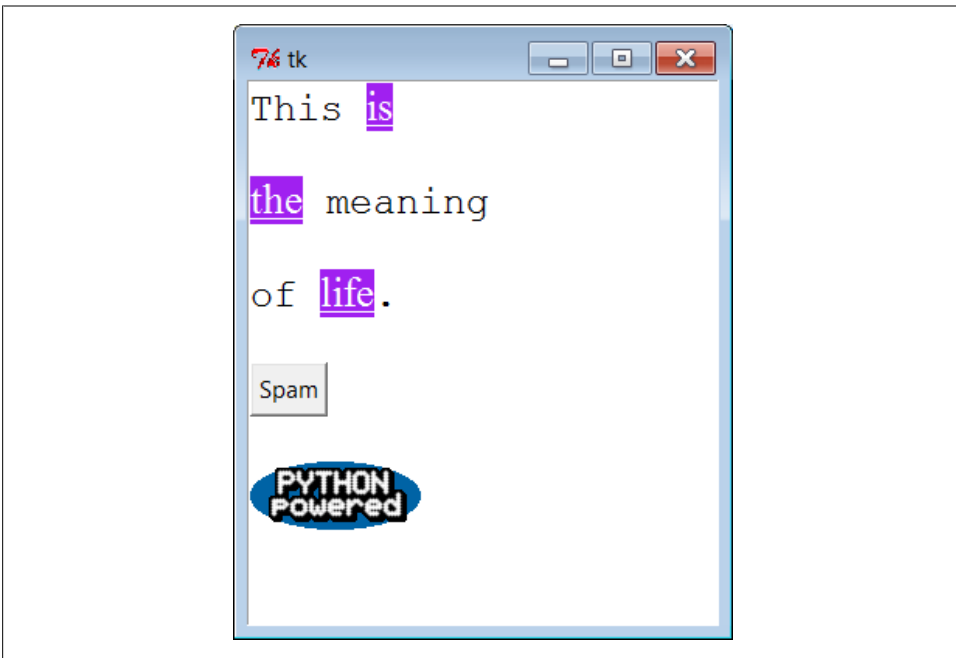 tk
This is
the meaning
of life.
Spam
PYTHON
powered